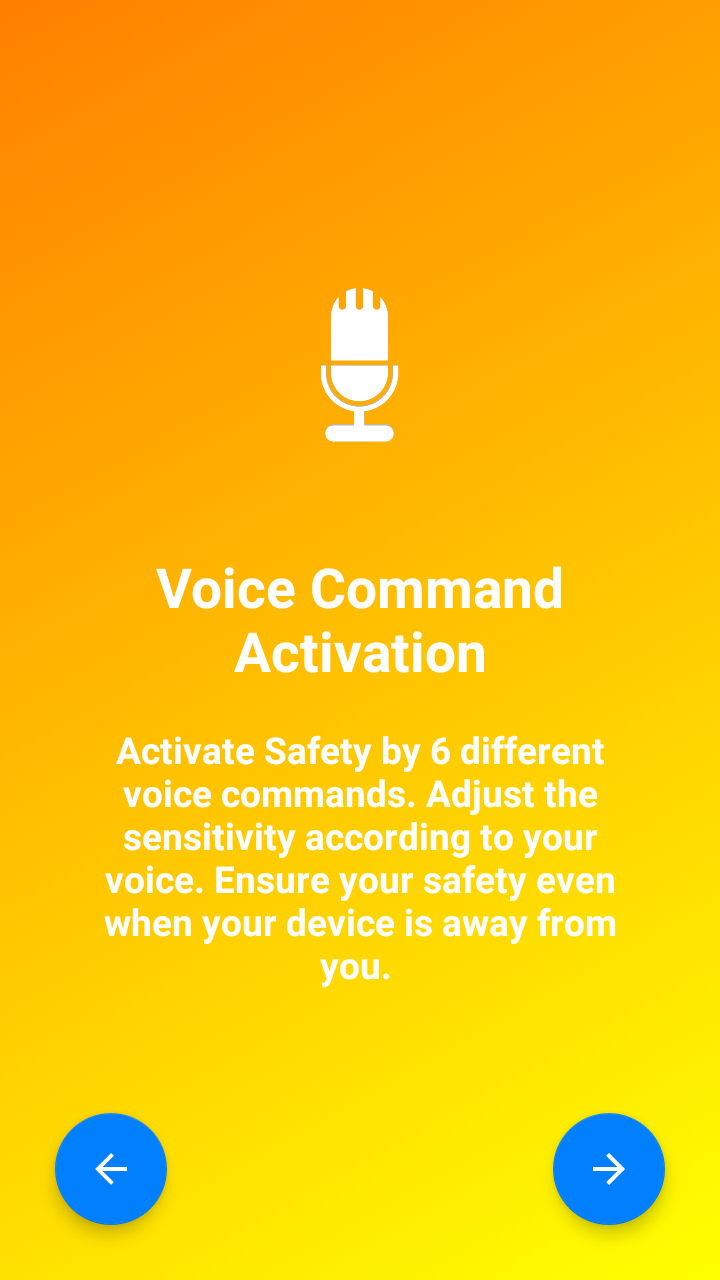 Voice Command
Activation
Activate Safety by 6 different
voice commands. Adjust the
sensitivity according to your
voice. Ensure your safety even
when your device is away from
you.